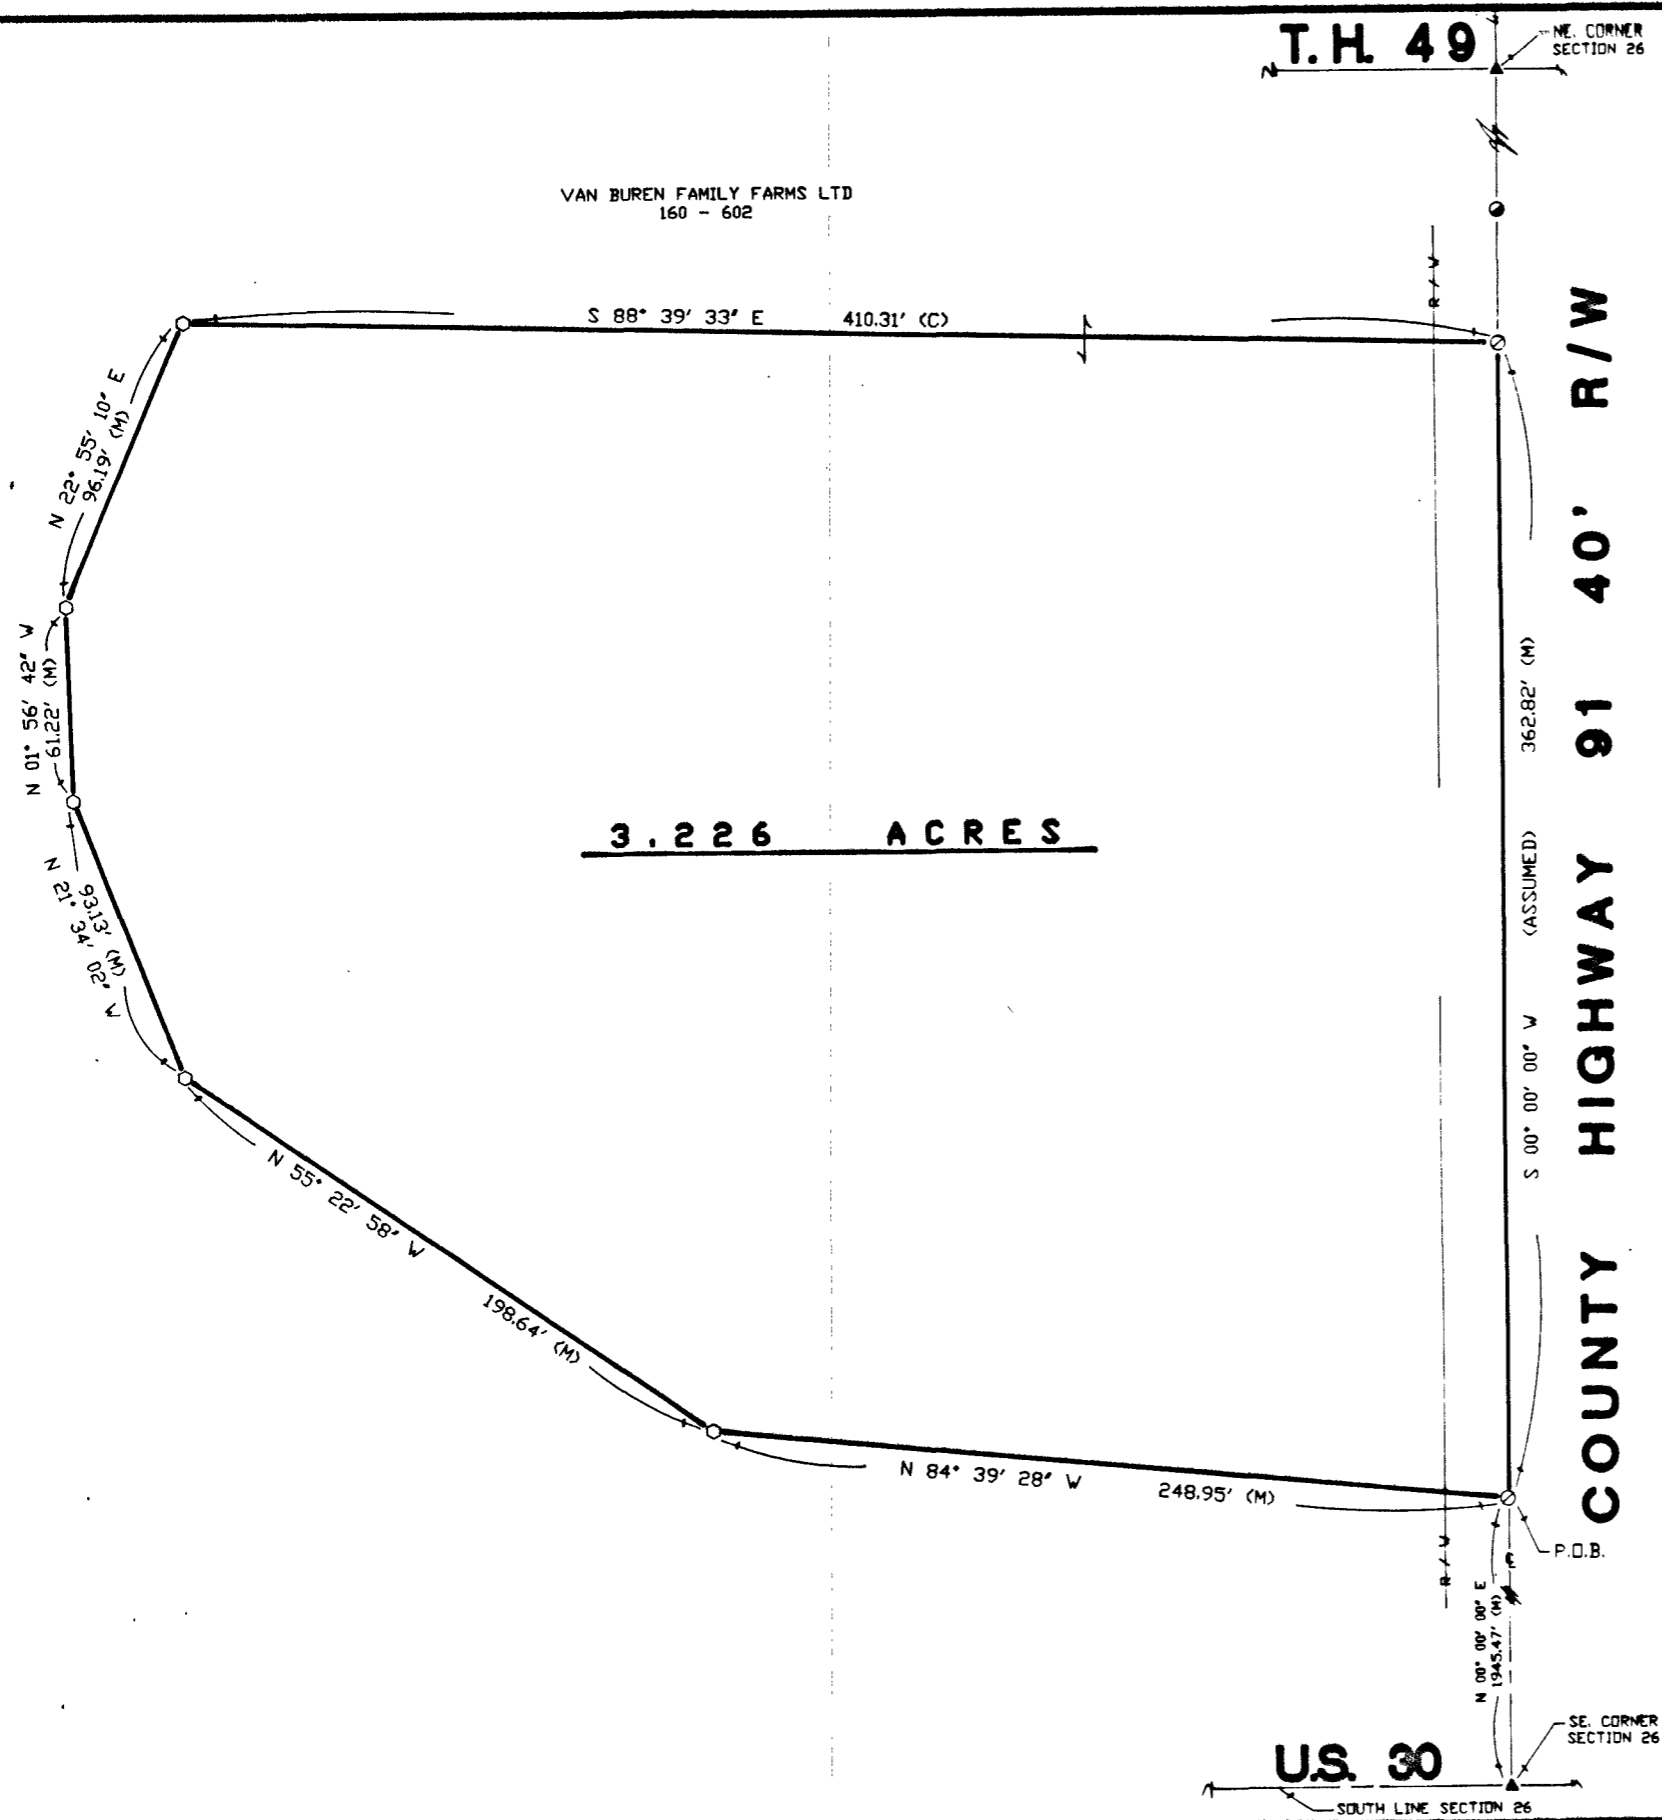 T.H. 49
NE. CORNER
SECTION 26
VAN BUREN FAMILY FARMS LTD
160 - 602
R / W
S 88° 39' 33" E 410.31' (C)
N 22° 55' 10" E
96.19' (M)
N 01° 56' 42" W
61.22' (M)
93.13' (M)
N 21° 34' 02" W
3.226 ACRES
S 00° 00' 00" W (ASSUMED) 362.82' (M)
COUNTY HIGHWAY 91 40' R/W
N 55° 22' 58" W 198.64' (M)
N 84° 39' 28" W 248.95' (M)
P.O.B.
R / W
N 00° 00' 00" E
1945.47' (M)
SE. CORNER
SECTION 26
U.S. 30
SOUTH LINE SECTION 26